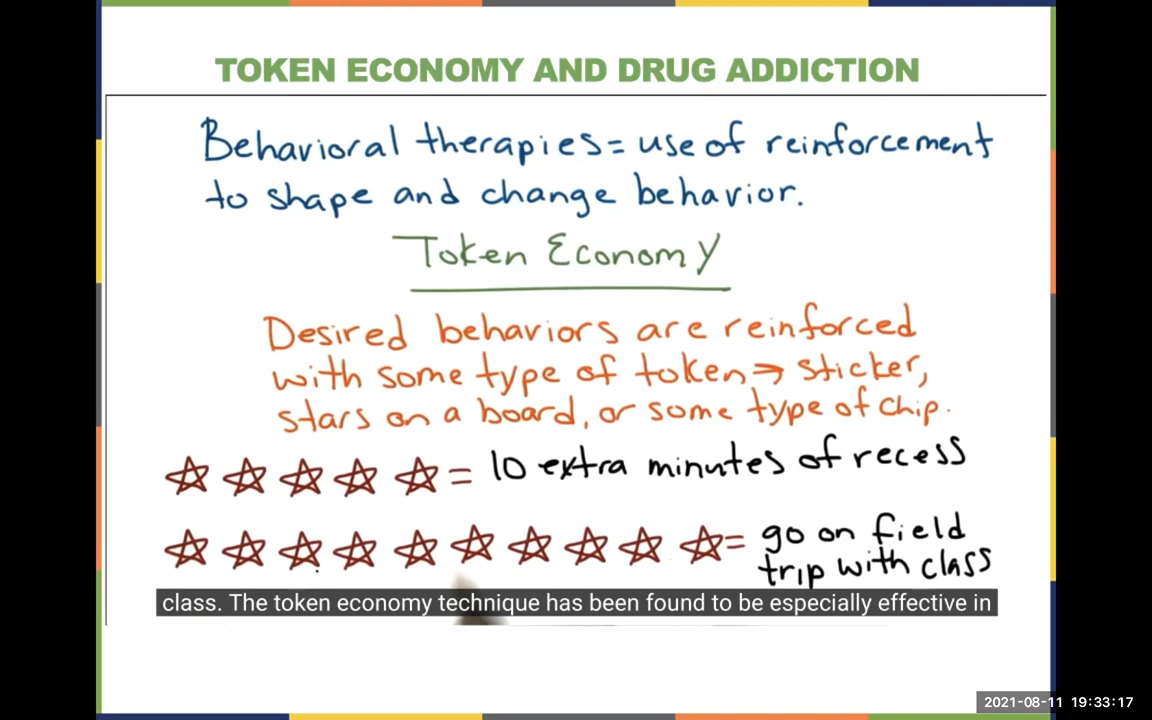 TOKEN ECONOMY AND DRUG ADDICTION
Behavioral therapies = use of reinforcement
to shape and change behavior.
Token Economy
Desired behaviors are reinforced
with some type of token → sticker,
stars on a board, or some type of chip.
= 10 extra minutes of recess
= go on field
trip with class
class. The token economy technique has been found to be especially effective in
2021-08-11 19:33:17